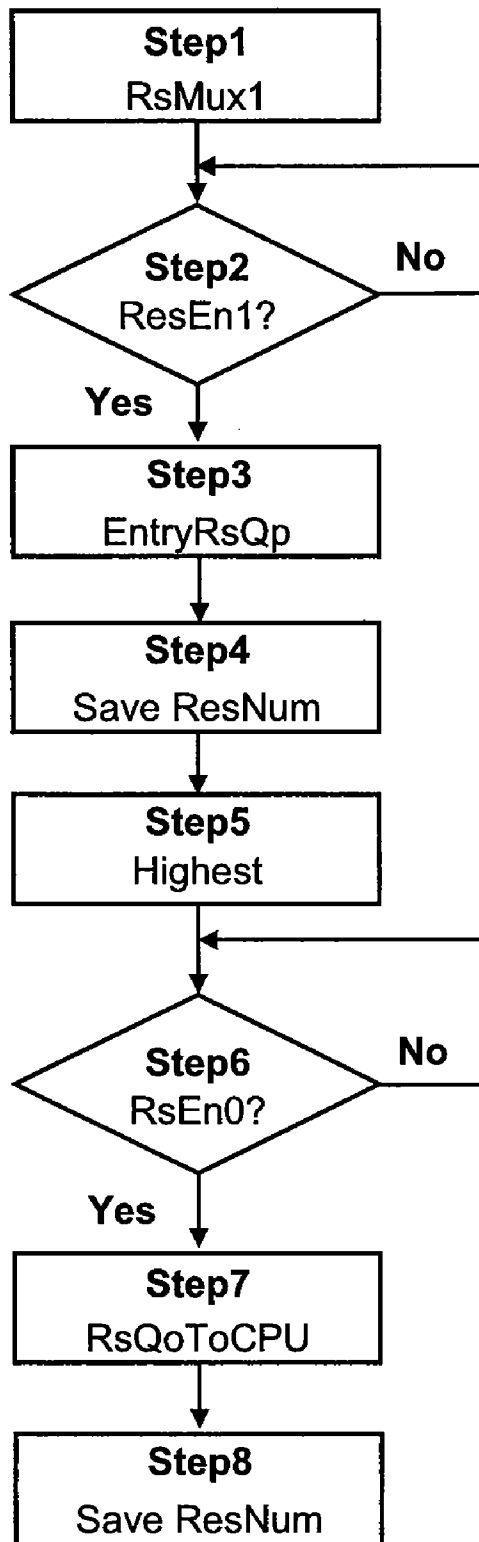 Step1
RsMux1
Step2
No
ResEn1?
Yes
Step3
EntryRsQp
Step4
Save ResNum
Step5
Highest
Step6
No
RsEn0?
Yes
Step7
RsQoToCPU
Step8
Save ResNum